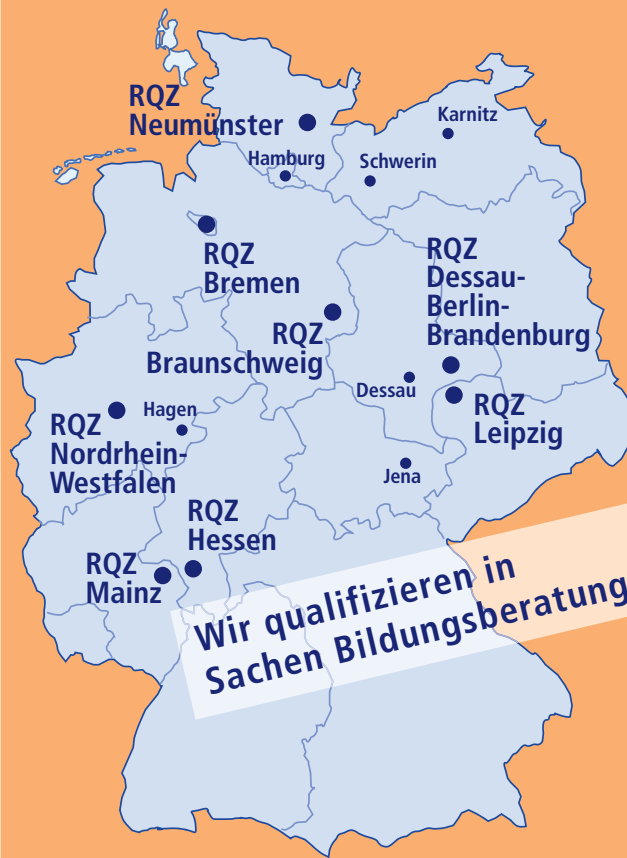 RQZ
Neumünster
Karnitz
Hamburg
Schwerin
RQZ
Bremen
RQZ
Dessau-
Berlin-
Brandenburg
RQZ
Braunschweig
Dessau
RQZ
Leipzig
Hagen
RQZ
Nordrhein-
Westfalen
Jena
RQZ
Hessen
RQZ
Mainz
Wir qualifizieren in
Sachen Bildungsberatung